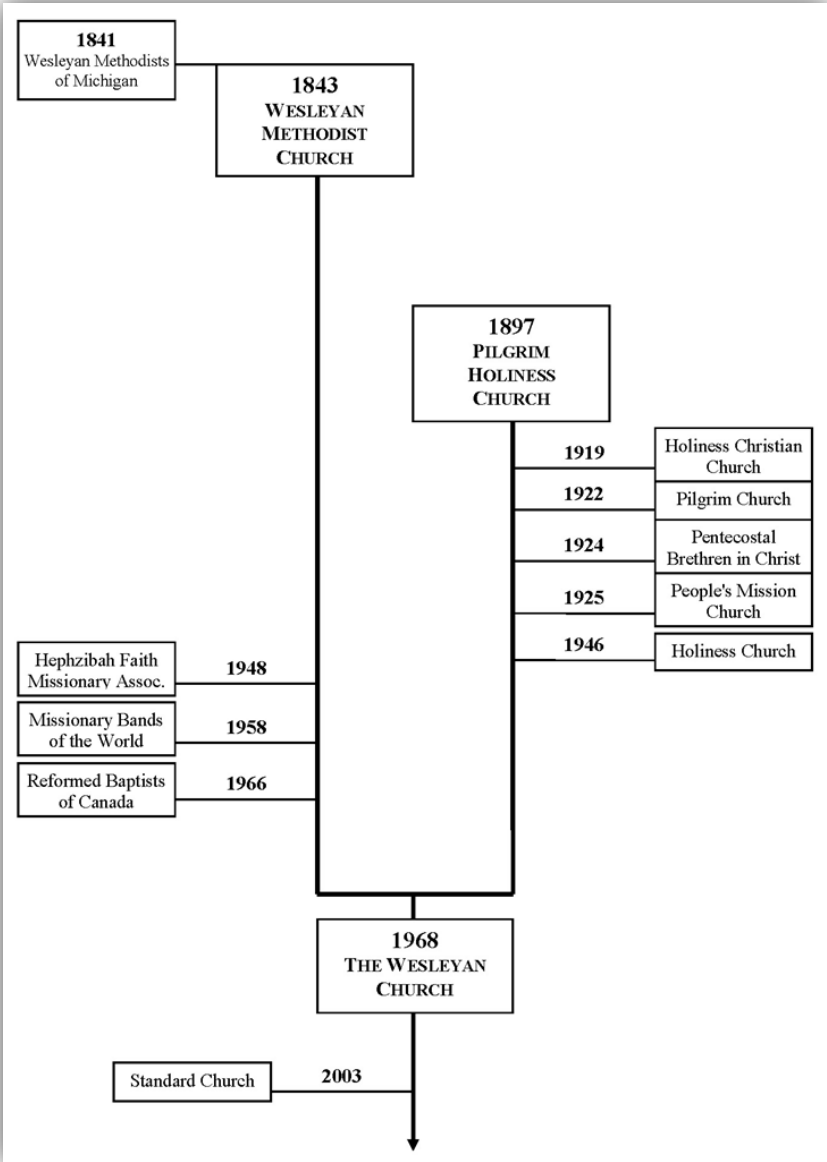 1841
Wesleyan Methodists
of Michigan
1843
WESLEYAN
METHODIST
CHURCH
1897
PILGRIM
HOLINESS
CHURCH
1919
Holiness Christian
Church
1922
Pilgrim Church
1924
Pentecostal
Brethren in Christ
1925
People's Mission
Church
1946
Holiness Church
Hephzibah Faith
Missionary Assoc.
1948
Missionary Bands
of the World
1958
Reformed Baptists
of Canada
1966
1968
THE WESLEYAN
CHURCH
Standard Church
2003